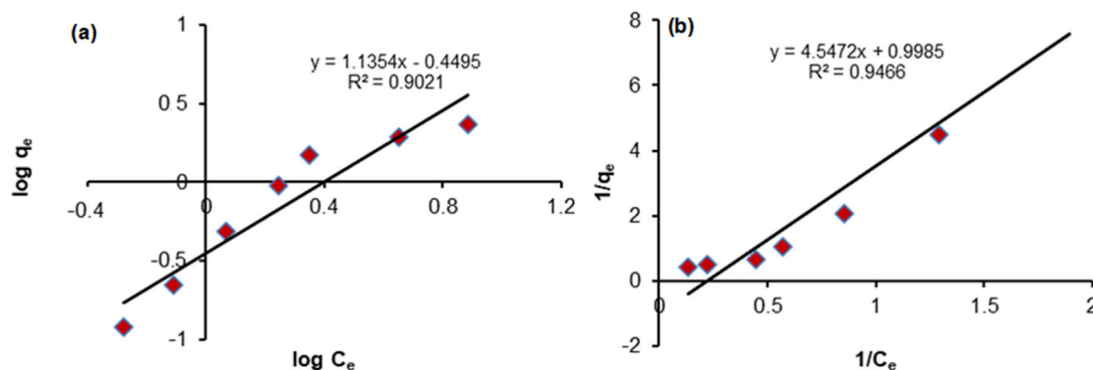 (a)
y = 1.1354x - 0.4495
R² = 0.9021
log qₑ
1
0.5
0
-0.5
-1
-0.4
0
0.4
0.8
1.2
log Cₑ
(b)
y = 4.5472x + 0.9985
R² = 0.9466
1/qₑ
8
6
4
2
0
-2
0
0.5
1
1.5
2
1/Cₑ